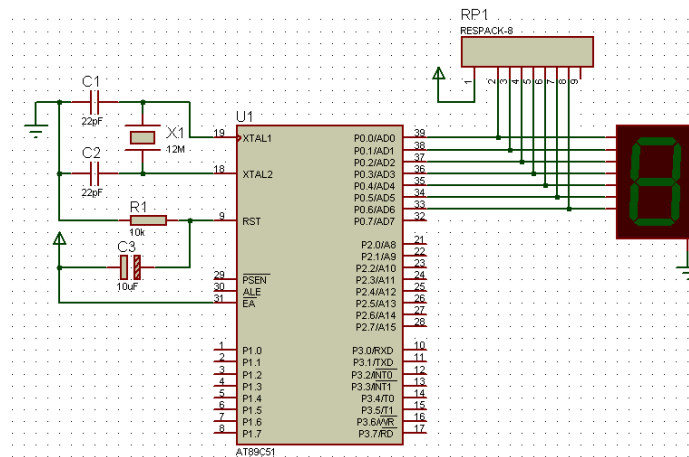 RP1
RESPACK-8
1
2
3
4
5
6
7
8
9
C1
22pF
X1
12M
C2
22pF
R1
10k
C3
10uF
U1
19
XTAL1
18
XTAL2
9
RST
29
PSEN
30
ALE
31
EA
1
P1.0
2
P1.1
3
P1.2
4
P1.3
5
P1.4
6
P1.5
7
P1.6
8
P1.7
P0.0/AD0
39
P0.1/AD1
38
P0.2/AD2
37
P0.3/AD3
36
P0.4/AD4
35
P0.5/AD5
34
P0.6/AD6
33
P0.7/AD7
32
P2.0/A8
21
P2.1/A9
22
P2.2/A10
23
P2.3/A11
24
P2.4/A12
25
P2.5/A13
26
P2.6/A14
27
P2.7/A15
28
P3.0/RXD
10
P3.1/TXD
11
P3.2/INT0
12
P3.3/INT1
13
P3.4/T0
14
P3.5/T1
15
P3.6/WR
16
P3.7/RD
17
AT89C51